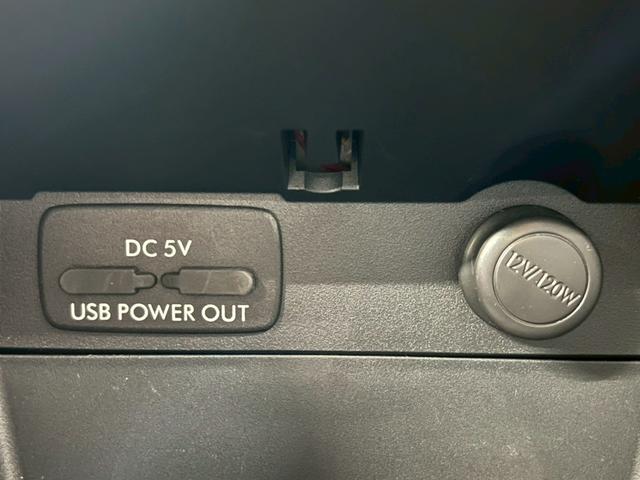 DC 5V
USB POWER OUT
12V/120W